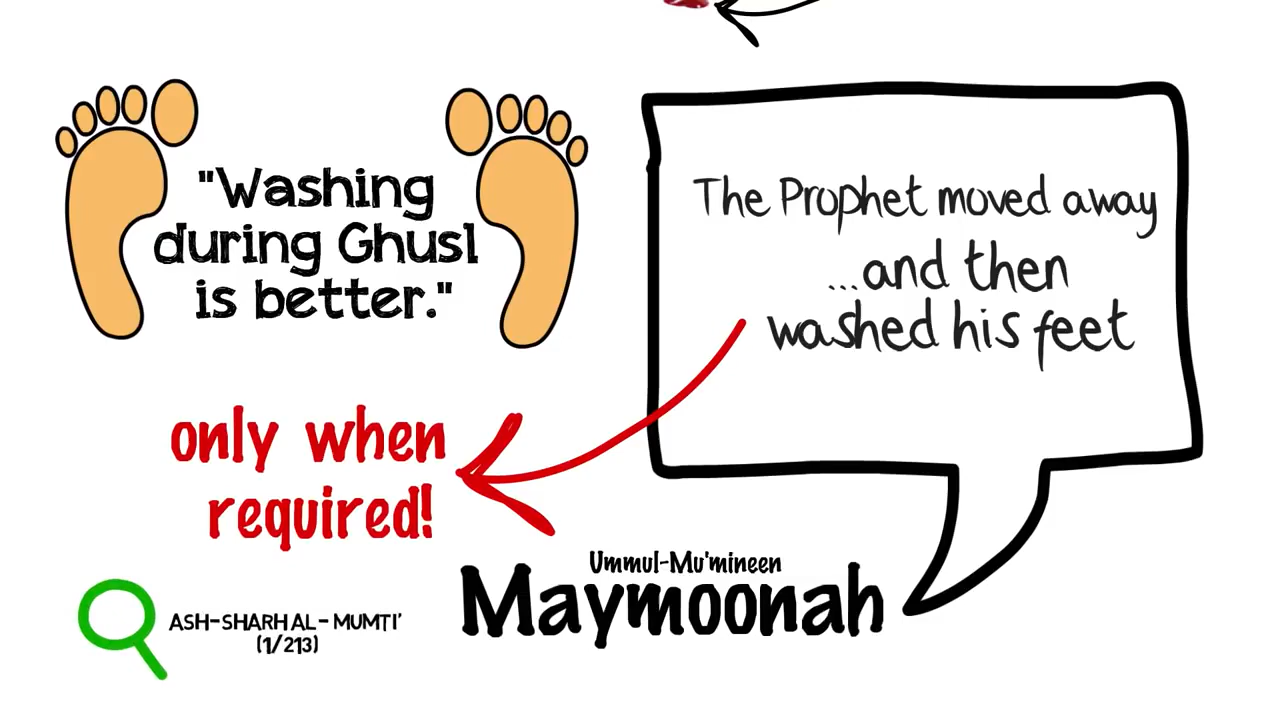 "Washing
during Ghusl
is better."
The Prophet moved away
...and then
washed his feet
only when
required!
Ummul-Mu'mineen
Maymoonah
ASH-SHARH AL-MUMTI'
(1/213)